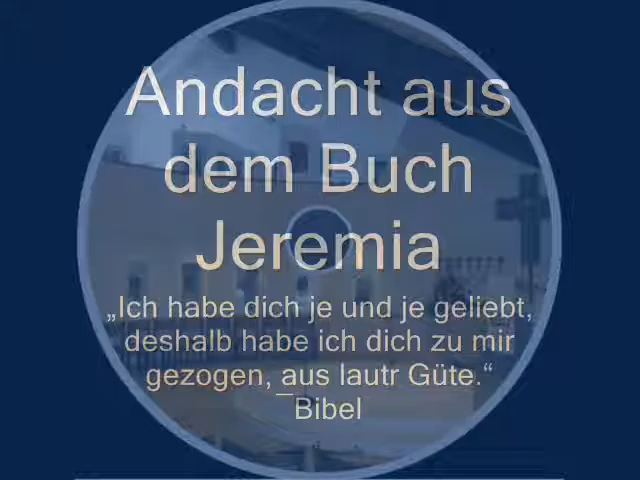 Andacht aus
dem Buch
Jeremia
„Ich habe dich je und je geliebt,
deshalb habe ich dich zu mir
gezogen, aus lautr Güte.“
¯Bibel